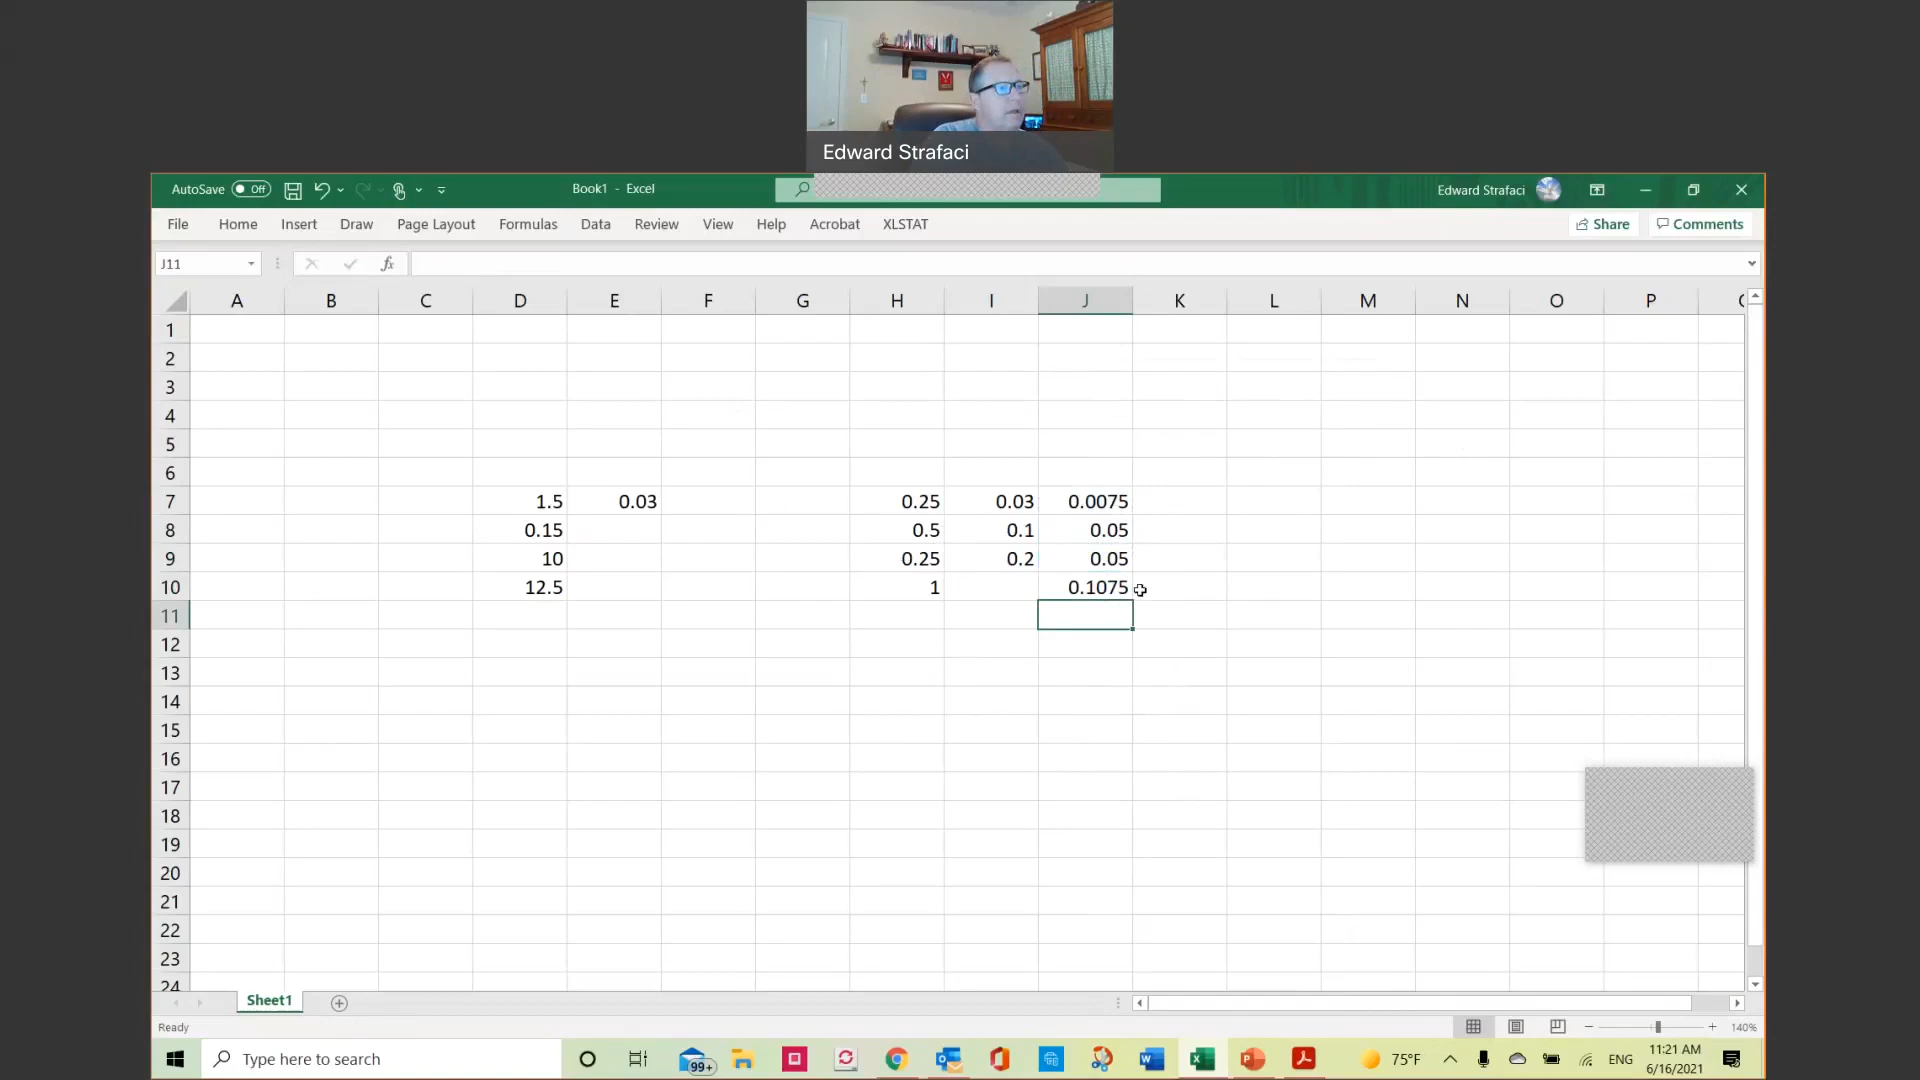 Edward Strafaci
AutoSave Off Book1 - Excel Edward Strafaci
File Home Insert Draw Page Layout Formulas Data Review View Help Acrobat XLSTAT Share Comments
J11 fx
A B C D E F G H I J K L M N O P
1
2
3
4
5
6
7 1.5 0.03 0.25 0.03 0.0075
8 0.15 0.5 0.1 0.05
9 10 0.25 0.2 0.05
10 12.5 1 0.1075
11
12
13
14
15
16
17
18
19
20
21
22
23
24
Sheet1
Ready 140%
Type here to search 99+ 75°F ENG 11:21 AM
6/16/2021